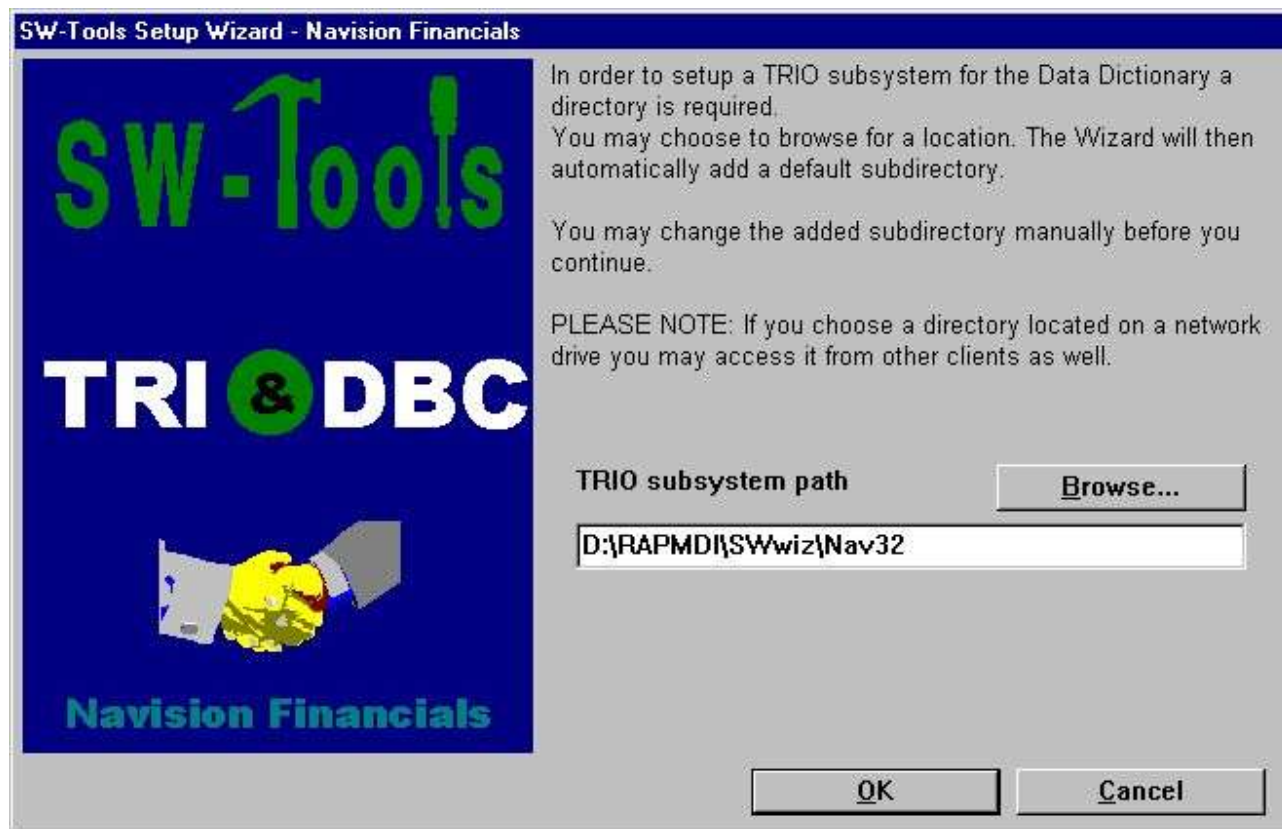 SW-Tools Setup Wizard - Navision Financials
SW-Tools
TRI & DBC
Navision Financials
In order to setup a TRIO subsystem for the Data Dictionary a
directory is required.
You may choose to browse for a location. The Wizard will then
automatically add a default subdirectory.
You may change the added subdirectory manually before you
continue.
PLEASE NOTE: If you choose a directory located on a network
drive you may access it from other clients as well.
TRIO subsystem path
Browse...
D:\RAPMDI\SWwiz\Nav32
OK
Cancel